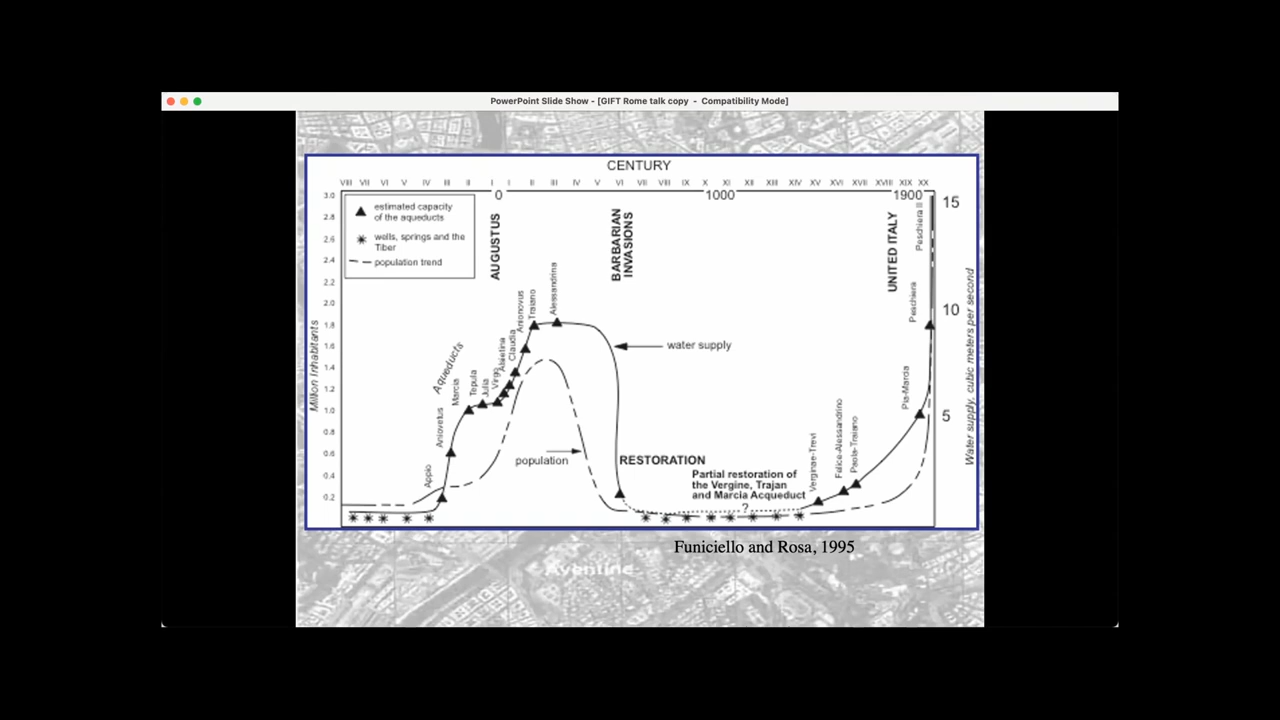 PowerPoint Slide Show - [GIFT Rome talk copy - Compatibility Mode]
CENTURY
VIII VII VI V IV III II I I II III IV V VI VII VIII IX X XI XII XIII XIV XV XVI XVII XVIII XIX XX
0 1000 1900
3.0
2.8
2.6
2.4
2.2
2.0
1.8
1.6
1.4
1.2
1.0
0.8
0.6
0.4
0.2
Million Inhabitants
estimated capacity
of the aqueducts
wells, springs and the
Tiber
population trend
AUGUSTUS
BARBARIAN
INVASIONS
UNITED ITALY
Aqueducts
Appio
Aniovetus
Marcia
Tepula
Julia
Virgo
Claudia
Anionovus
Traiano
Alessandrina
water supply
population
RESTORATION
Partial restoration of
the Vergine, Trajan
and Marcia Acqueduct
?
Verginae-Trevi
Felice-Alessandrino
Paola-Traiano
Pia-Marcia
Peschiera
Peschiera II
15
10
5
Water supply, cubic meters per second
Funiciello and Rosa, 1995
Aventine